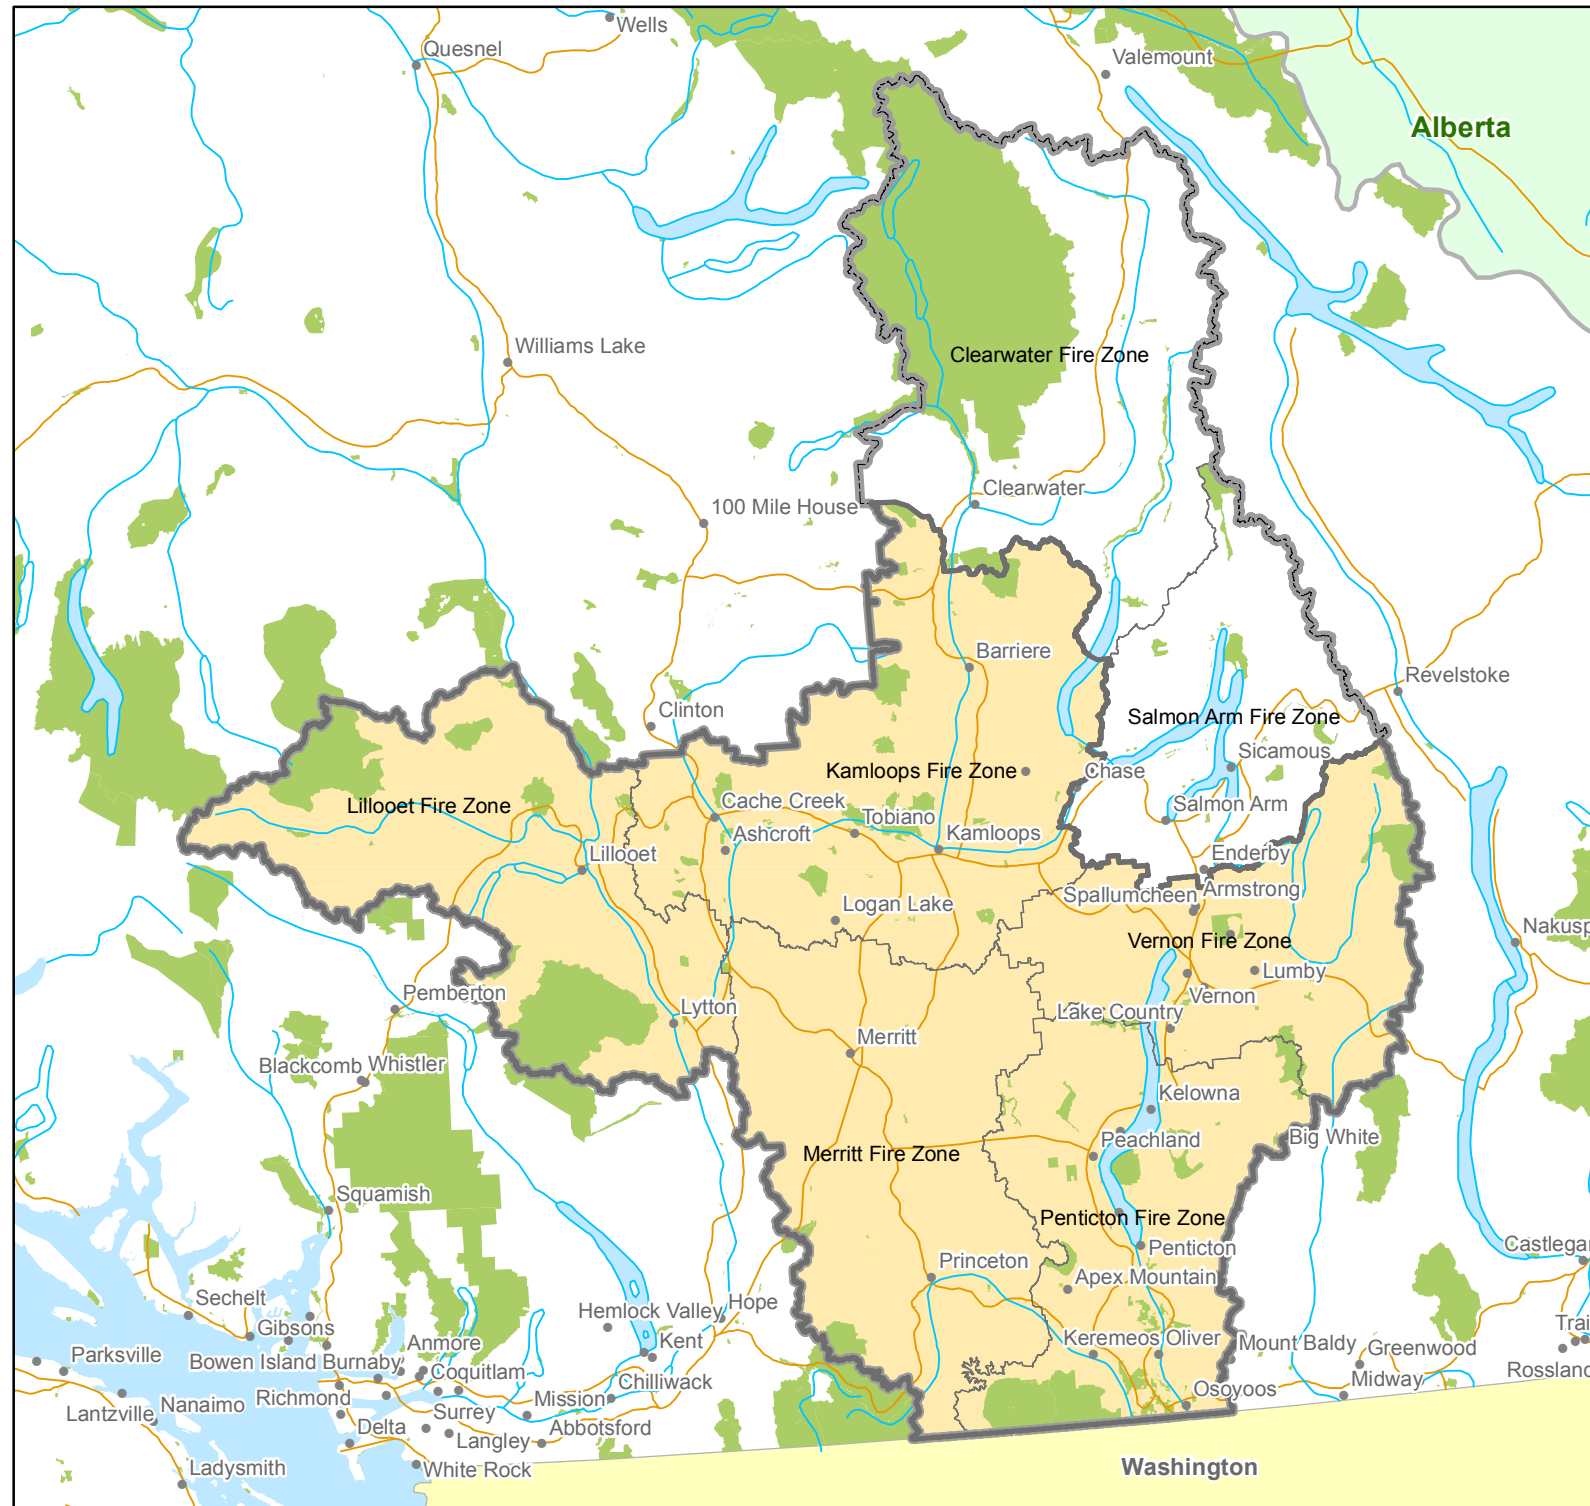 Wells
Quesnel
Valemount
Alberta
Williams Lake
Clearwater Fire Zone
Clearwater
100 Mile House
Barriere
Revelstoke
Clinton
Salmon Arm Fire Zone
Sicamous
Kamloops Fire Zone
Chase
Lillooet Fire Zone
Cache Creek
Salmon Arm
Tobiano
Ashcroft
Kamloops
Lillooet
Enderby
Spallumcheen
Armstrong
Logan Lake
Nakusp
Vernon Fire Zone
Lumby
Pemberton
Vernon
Lytton
Lake Country
Merritt
Blackcomb
Whistler
Kelowna
Big White
Peachland
Merritt Fire Zone
Squamish
Penticton Fire Zone
Penticton
Castlegar
Princeton
Apex Mountain
Sechelt
Hemlock Valley
Hope
Gibsons
Trai
Anmore
Kent
Keremeos
Oliver
Mount Baldy
Greenwood
Parksville
Bowen Island
Burnaby
Coquitlam
Rossland
Chilliwack
Midway
Richmond
Mission
Osoyoos
Lantzville
Nanaimo
Surrey
Delta
Abbotsford
Langley
Ladysmith
White Rock
Washington